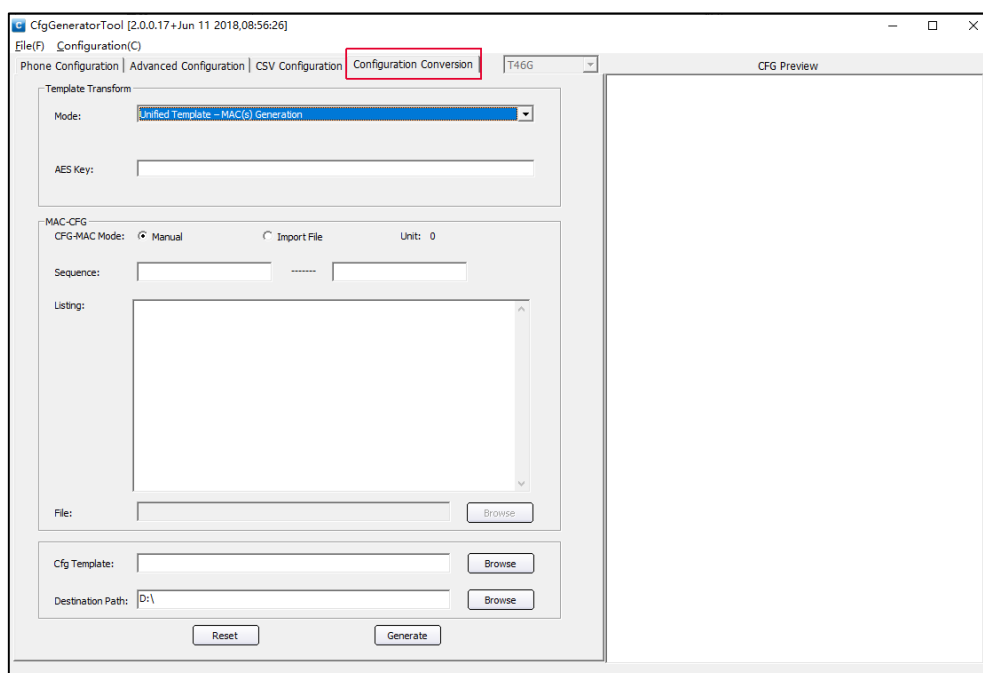 C CfgGeneratorTool [2.0.0.17+Jun 11 2018,08:56:26]
File(F) Configuration(C)
Phone Configuration Advanced Configuration CSV Configuration Configuration Conversion T46G CFG Preview
Template Transform
Mode: Unified Template – MAC(s) Generation
AES Key:
MAC-CFG
CFG-MAC Mode: Manual Import File Unit: 0
Sequence: -------
Listing:
File: Browse
Cfg Template: Browse
Destination Path: D:\ Browse
Reset Generate